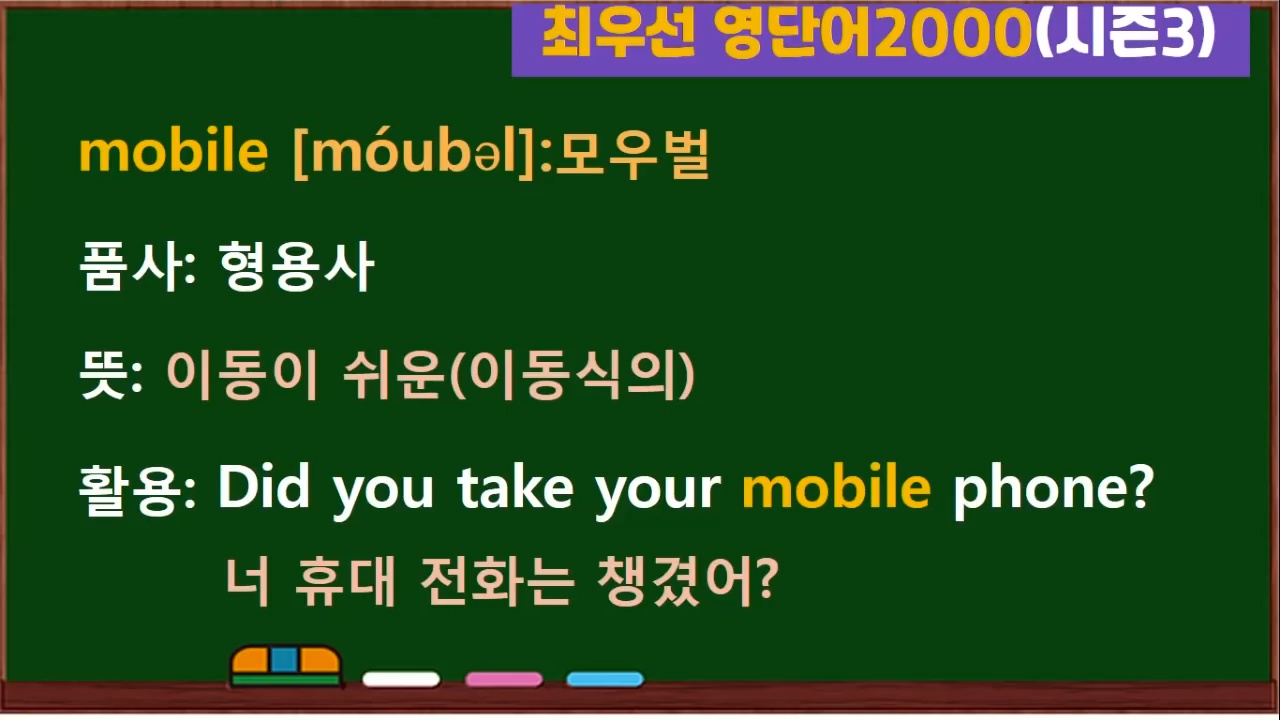 최우선 영단어2000(시즌3)
mobile [móubəl]:모우벌
품사: 형용사
뜻: 이동이 쉬운(이동식의)
활용: Did you take your mobile phone?
너 휴대 전화는 챙겼어?